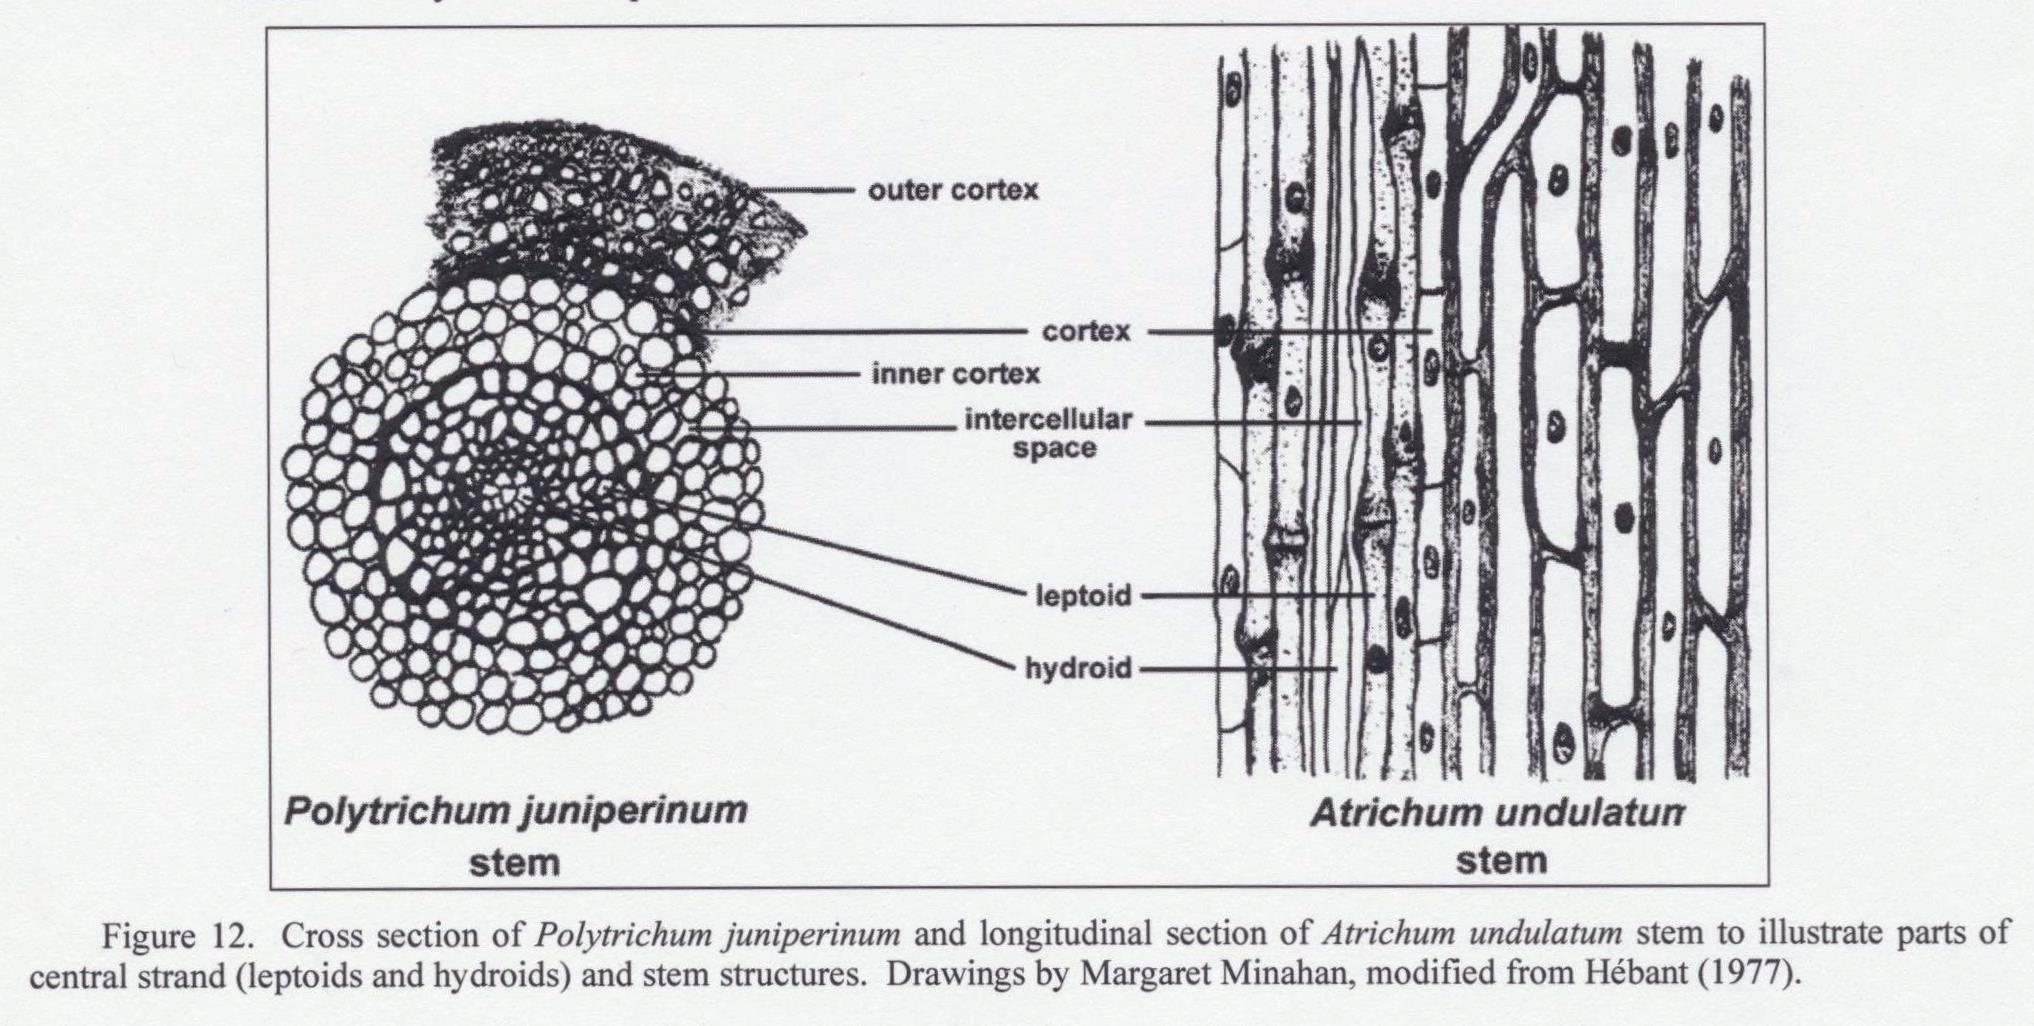 outer cortex
cortex
inner cortex
intercellular
space
leptoid
hydroid
Polytrichum juniperinum
stem
Atrichum undulatun
stem
Figure 12. Cross section of Polytrichum juniperinum and longitudinal section of Atrichum undulatum stem to illustrate parts of
central strand (leptoids and hydroids) and stem structures. Drawings by Margaret Minahan, modified from Hébant (1977).